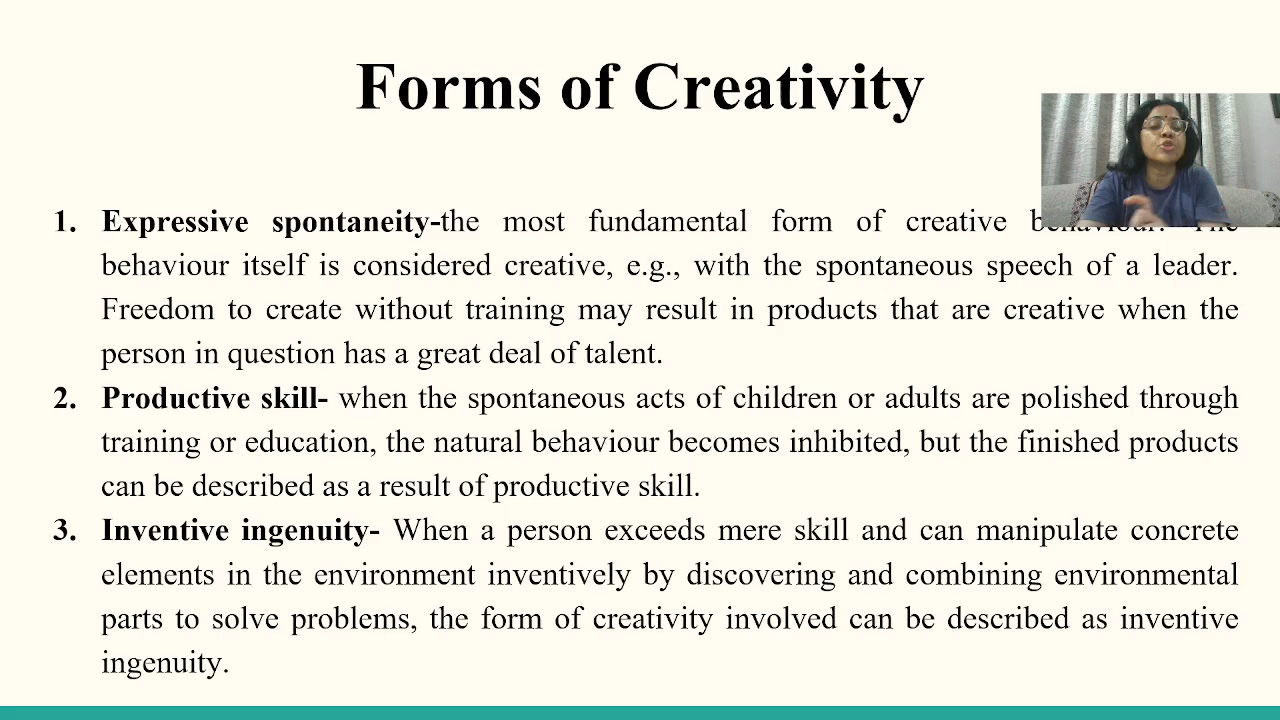 Forms of Creativity
1. Expressive spontaneity-the most fundamental form of creative behaviour. The
behaviour itself is considered creative, e.g., with the spontaneous speech of a leader.
Freedom to create without training may result in products that are creative when the
person in question has a great deal of talent.
2. Productive skill- when the spontaneous acts of children or adults are polished through
training or education, the natural behaviour becomes inhibited, but the finished products
can be described as a result of productive skill.
3. Inventive ingenuity- When a person exceeds mere skill and can manipulate concrete
elements in the environment inventively by discovering and combining environmental
parts to solve problems, the form of creativity involved can be described as inventive
ingenuity.